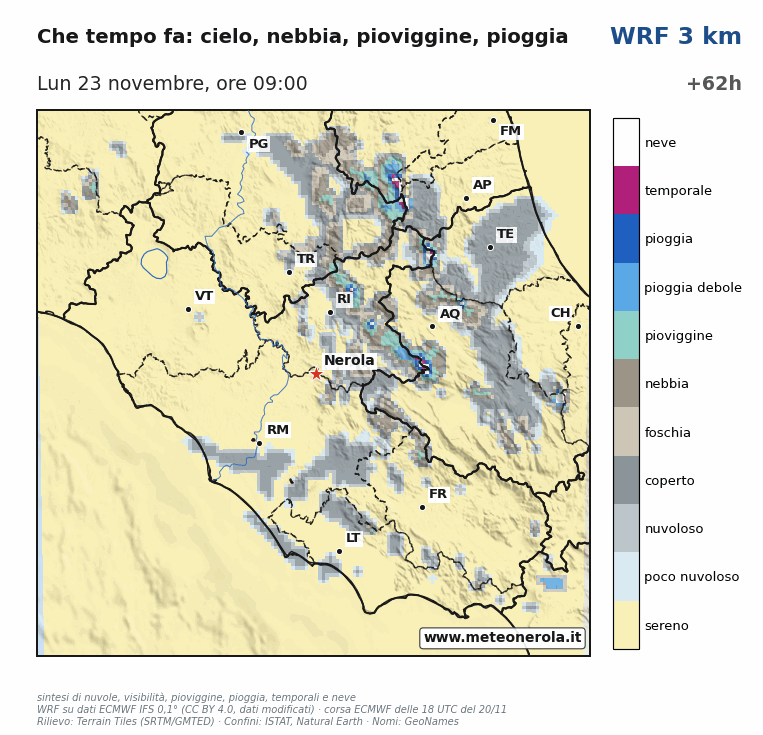 Che tempo fa: cielo, nebbia, pioviggine, pioggia
WRF 3 km
Lun 23 novembre, ore 09:00
+62h
FM
PG
AP
TE
TR
VT
RI
AQ
CH
Nerola
RM
FR
LT
www.meteonerola.it
neve
temporale
pioggia
pioggia debole
pioviggine
nebbia
foschia
coperto
nuvoloso
poco nuvoloso
sereno
sintesi di nuvole, visibilità, pioviggine, pioggia, temporali e neve
WRF su dati ECMWF IFS 0,1° (CC BY 4.0, dati modificati) · corsa ECMWF delle 18 UTC del 20/11
Rilievo: Terrain Tiles (SRTM/GMTED) · Confini: ISTAT, Natural Earth · Nomi: GeoNames